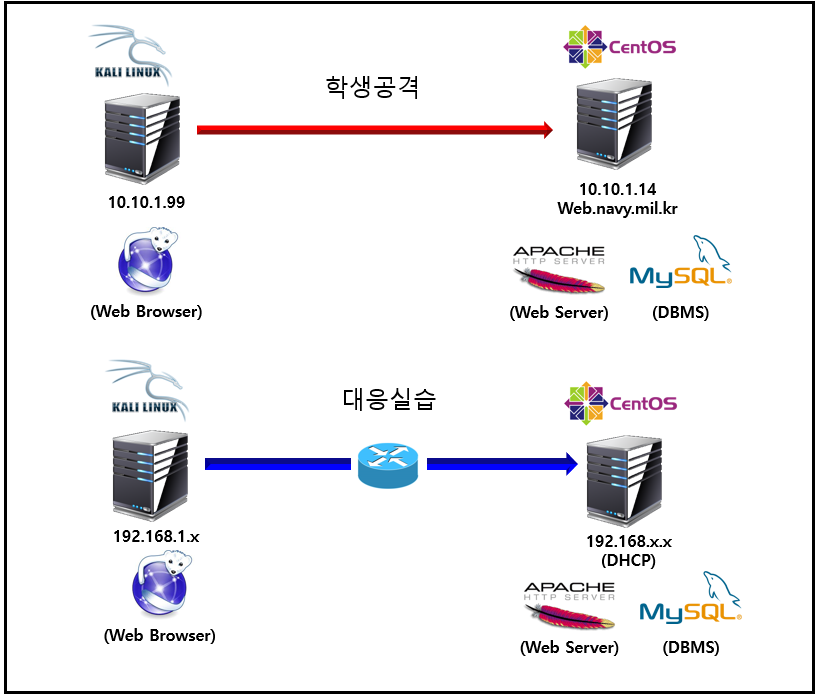 KALI LINUX
CentOS
학생공격
10.10.1.99
10.10.1.14
Web.navy.mil.kr
APACHE
HTTP SERVER
MySQL®
(Web Browser)
(Web Server)
(DBMS)
KALI LINUX
CentOS
대응실습
192.168.1.x
192.168.x.x
(DHCP)
APACHE
HTTP SERVER
MySQL®
(Web Browser)
(Web Server)
(DBMS)